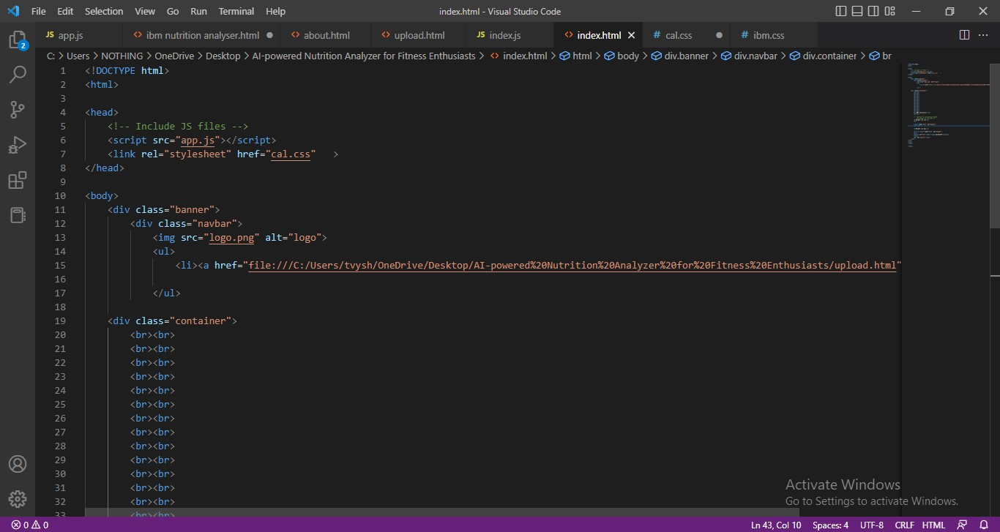 File Edit Selection View Go Run Terminal Help index.html - Visual Studio Code
JS app.js <> ibm nutrition analyser.html ● <> about.html <> upload.html JS index.js <> index.html × # cal.css ● # ibm.css
2
C: > Users > NOTHING > OneDrive > Desktop > AI-powered Nutrition Analyzer for Fitness Enthusiasts > <> index.html > html > body > div.banner > div.navbar > div.container > br
1 <!DOCTYPE html>
2 <html>
3
4 <head>
5 <!-- Include JS files -->
6 <script src="app.js"></script>
7 <link rel="stylesheet" href="cal.css"   >
8 </head>
9
10 <body>
11 <div class="banner">
12 <div class="navbar">
13 <img src="logo.png" alt="logo">
14 <ul>
15 <li><a href="file:///C:/Users/tvysh/OneDrive/Desktop/AI-powered%20Nutrition%20Analyzer%20for%20Fitness%20Enthusiasts/upload.html"
16
17 </ul>
18
19 <div class="container">
20 <br><br>
21 <br><br>
22 <br><br>
23 <br><br>
24 <br><br>
25 <br><br>
26 <br><br>
27 <br><br>
28 <br><br>
29 <br><br>
30 <br><br>
31 <br><br>
32 <br><br>
33 <br><br>
Activate Windows
Go to Settings to activate Windows.
0 0 Ln 43, Col 10 Spaces: 4 UTF-8 CRLF HTML